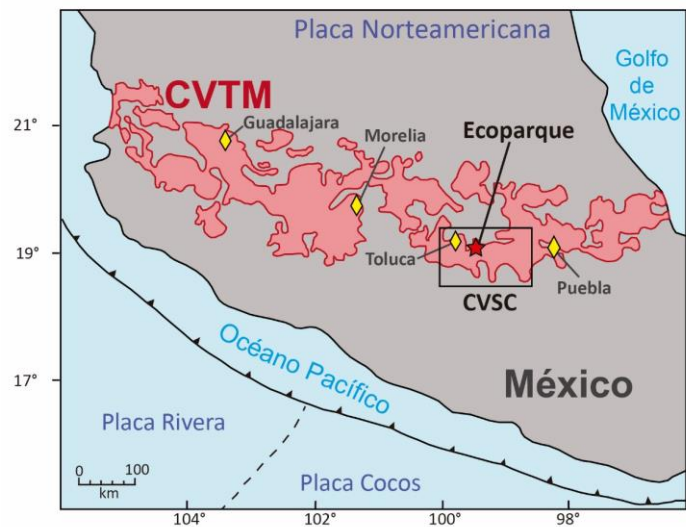 Placa Norteamericana
Golfo
de
México
CVTM
21°
Guadalajara
Morelia
Ecoparque
19°
Toluca
Puebla
CVSC
Océano Pacífico
17°
México
Placa Rivera
0 100
km
Placa Cocos
104° 102° 100° 98°